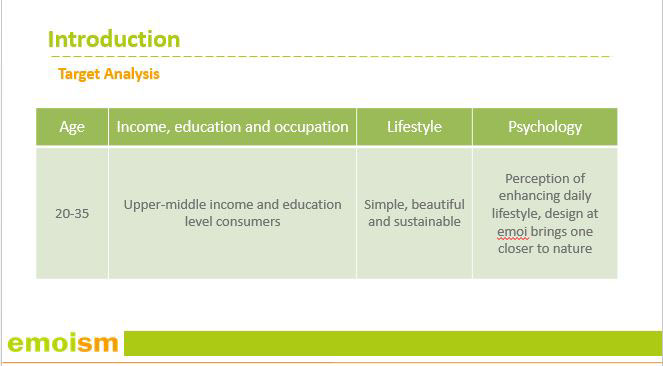 Introduction
Target Analysis
Age
Income, education and occupation
Lifestyle
Psychology
20-35
Upper-middle income and education
level consumers
Simple, beautiful
and sustainable
Perception of
enhancing daily
lifestyle, design at
emoi brings one
closer to nature
emoism